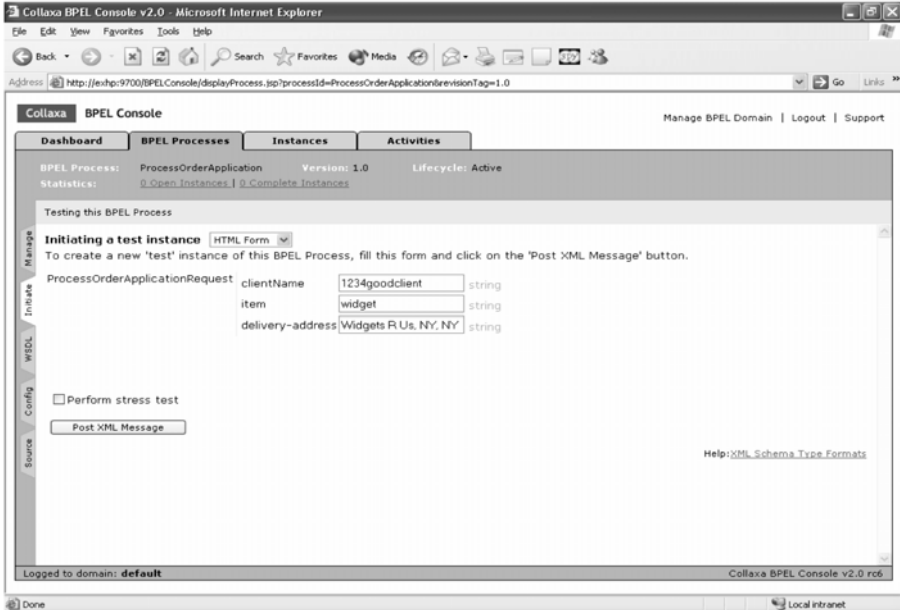 Collaxa BPEL Console v2.0 - Microsoft Internet Explorer
File Edit View Favorites Tools Help
Back Search Favorites Media
Address http://exhp:9700/BPELConsole/displayProcess.jsp?processId=ProcessOrderApplication&revisionTag=1.0 Go Links »
Collaxa BPEL Console
Manage BPEL Domain | Logout | Support
Dashboard BPEL Processes Instances Activities
BPEL Process: ProcessOrderApplication Version: 1.0 Lifecycle: Active
Statistics: 0 Open Instances | 0 Complete Instances
Testing this BPEL Process
Manage
Initiate
WSDL
Config
Source
Initiating a test instance HTML Form
To create a new 'test' instance of this BPEL Process, fill this form and click on the 'Post XML Message' button.
ProcessOrderApplicationRequest clientName 1234goodclient string
item widget string
delivery-address Widgets R Us, NY, NY string
Perform stress test
Post XML Message
Help:XML Schema Type Formats
Logged to domain: default Collaxa BPEL Console v2.0 rc6
Done Local intranet